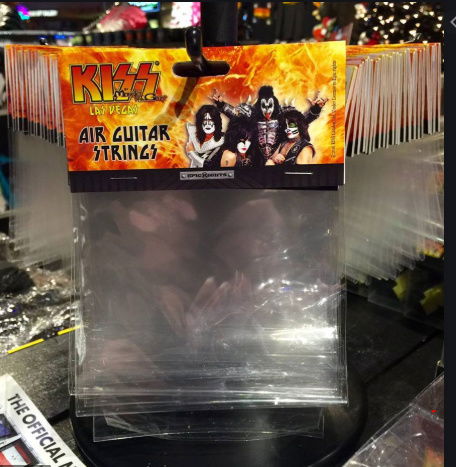 KISS
LAS VEGAS
AIR GUITAR
STRINGS
EPIC RIGHTS
THE OFFICIAL